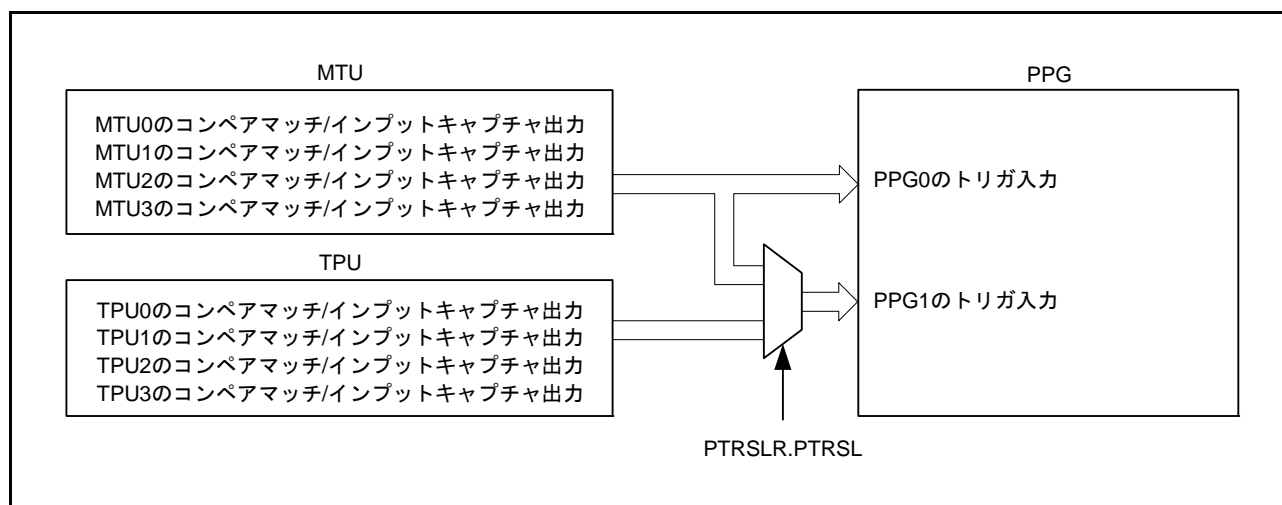 MTU
MTU0のコンペアマッチ/インプットキャプチャ出力
MTU1のコンペアマッチ/インプットキャプチャ出力
MTU2のコンペアマッチ/インプットキャプチャ出力
MTU3のコンペアマッチ/インプットキャプチャ出力
TPU
TPU0のコンペアマッチ/インプットキャプチャ出力
TPU1のコンペアマッチ/インプットキャプチャ出力
TPU2のコンペアマッチ/インプットキャプチャ出力
TPU3のコンペアマッチ/インプットキャプチャ出力
PPG
PPG0のトリガ入力
PPG1のトリガ入力
PTRSLR.PTRSL